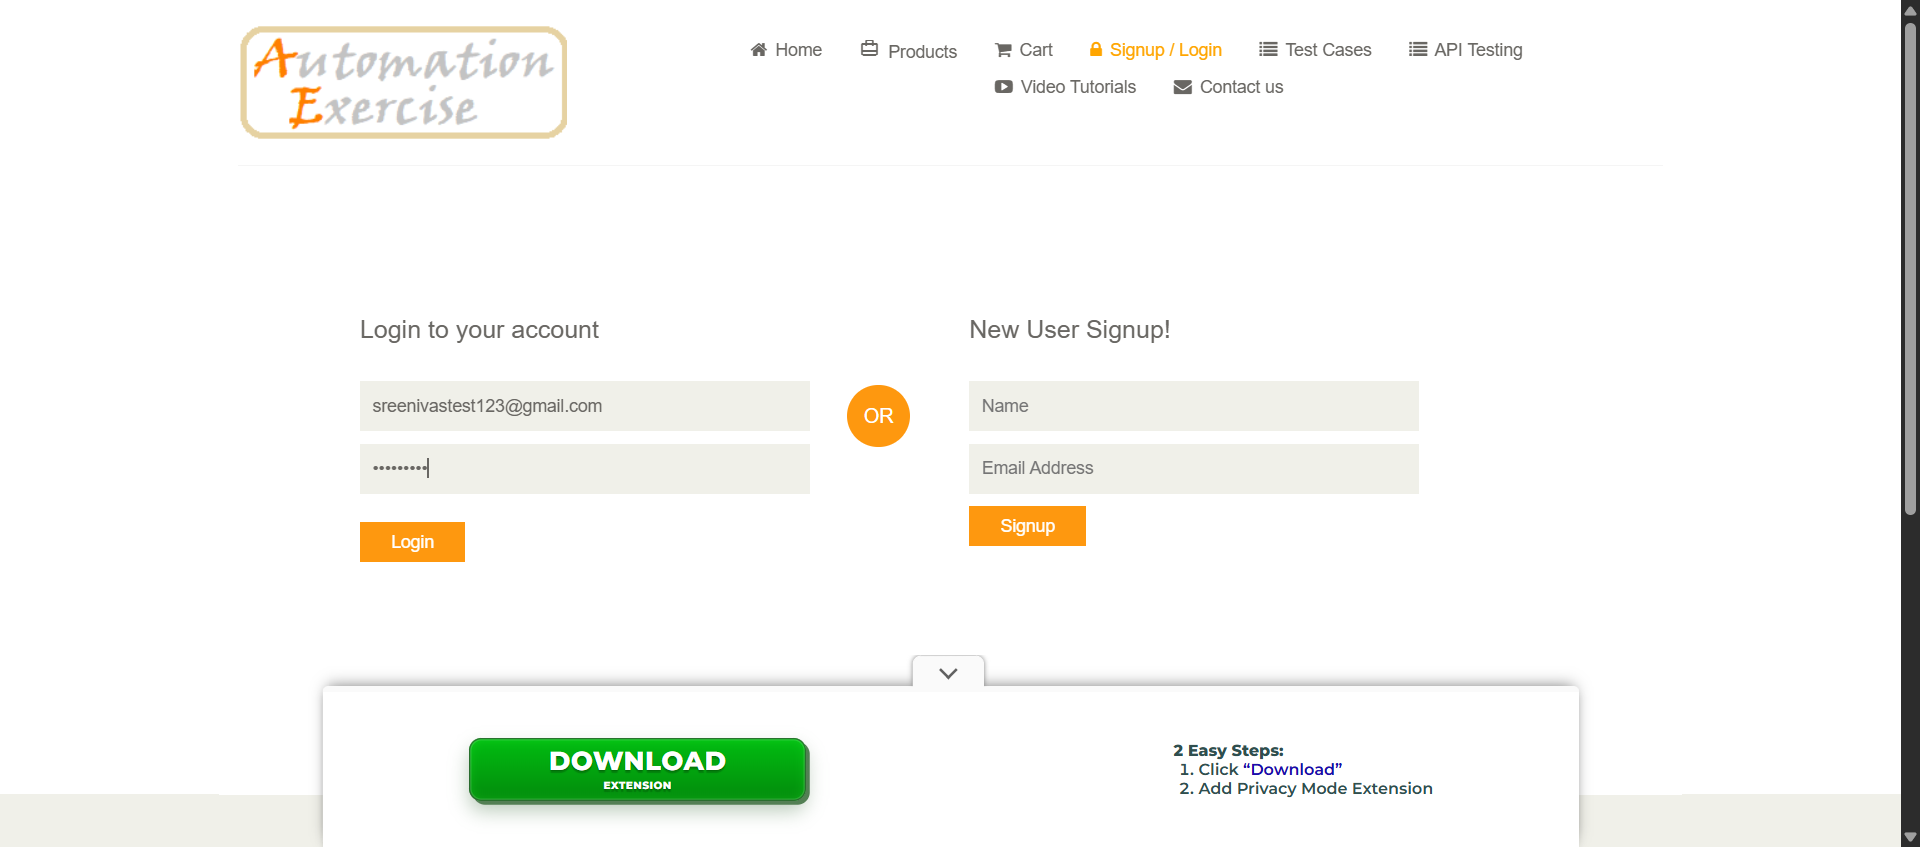 Automation
Exercise
Home
Products
Cart
Signup / Login
Test Cases
API Testing
Video Tutorials
Contact us
Login to your account
New User Signup!
sreenivastest123@gmail.com
•••••••••
OR
Name
Email Address
Login
Signup
DOWNLOAD
EXTENSION
2 Easy Steps:
1. Click “Download”
2. Add Privacy Mode Extension